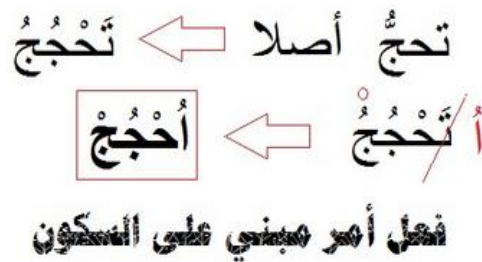 تحجُّ أصلا تَحْجُجُ
أُ تَحْجُجُ أُحْجُجْ
فعل أمر مبني على السكون